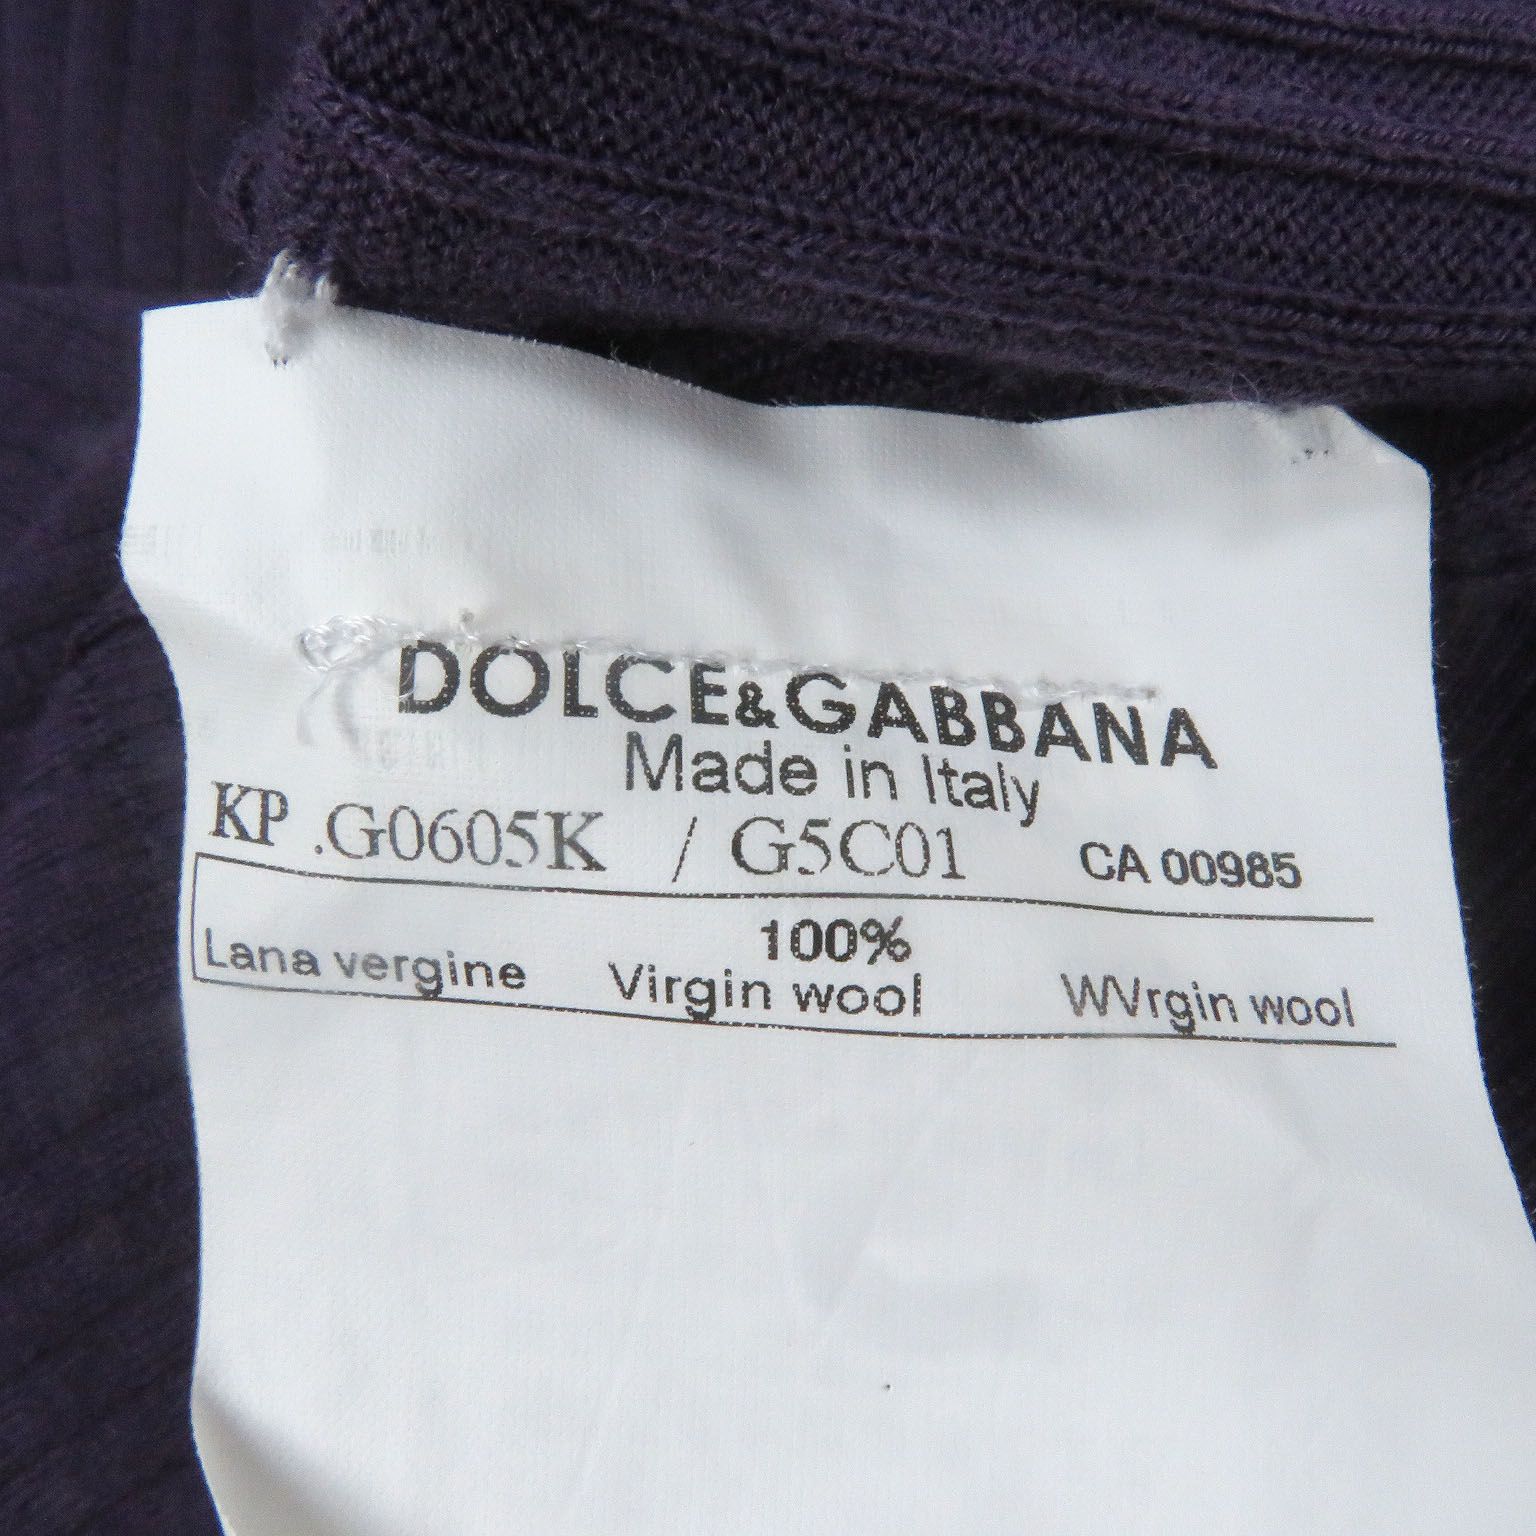 DOLCE&GABBANA
Made in Italy
KP .G0605K / G5C01 CA 00985
100%
Lana vergine Virgin wool WVrgin wool